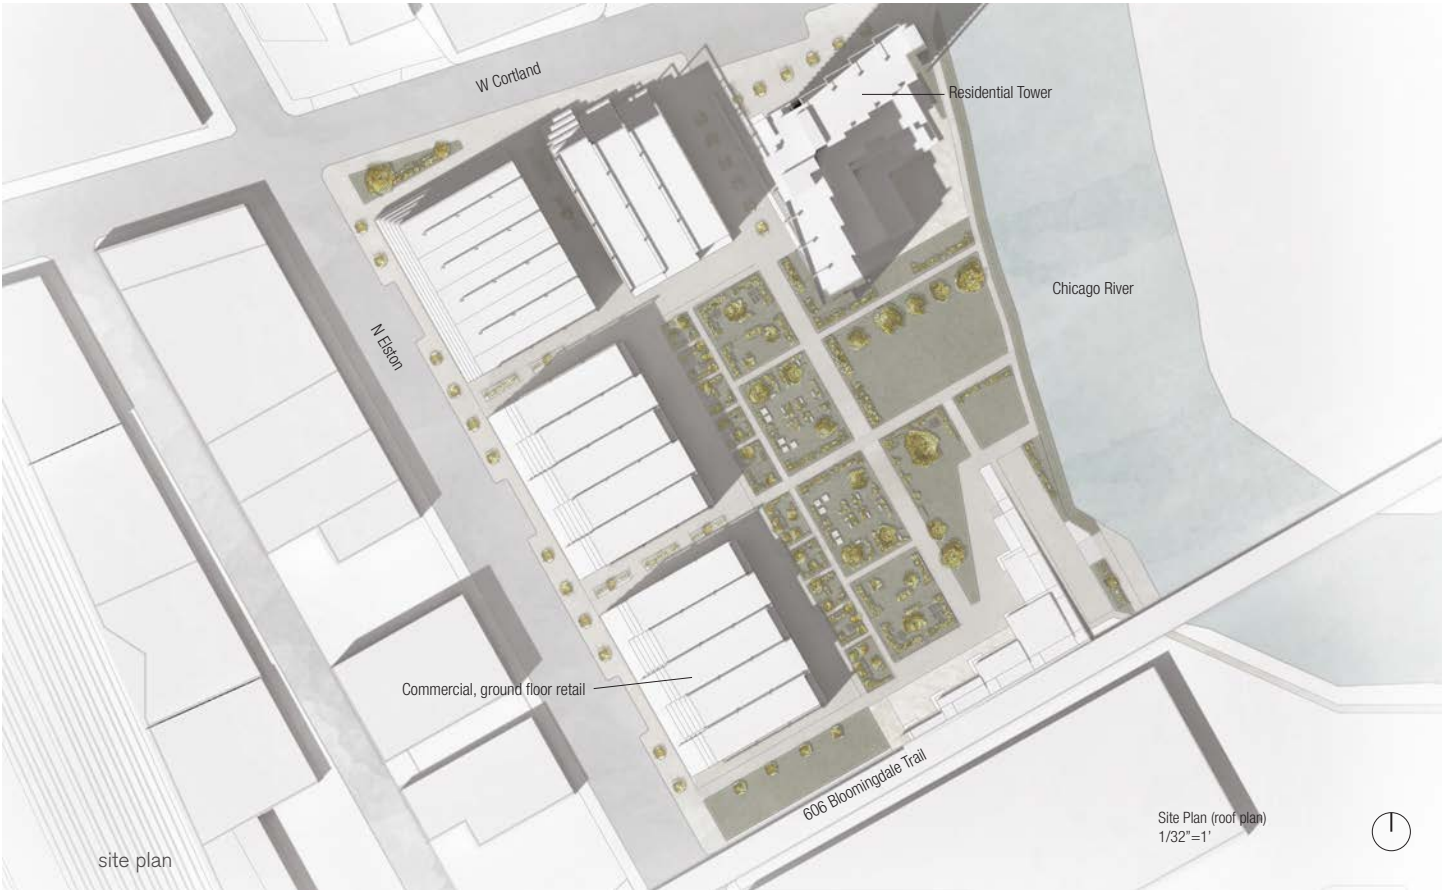 W Cortland
Residential Tower
Chicago River
N Elston
Commercial, ground floor retail
606 Bloomingdale Trail
Site Plan (roof plan)
1/32"=1'
site plan